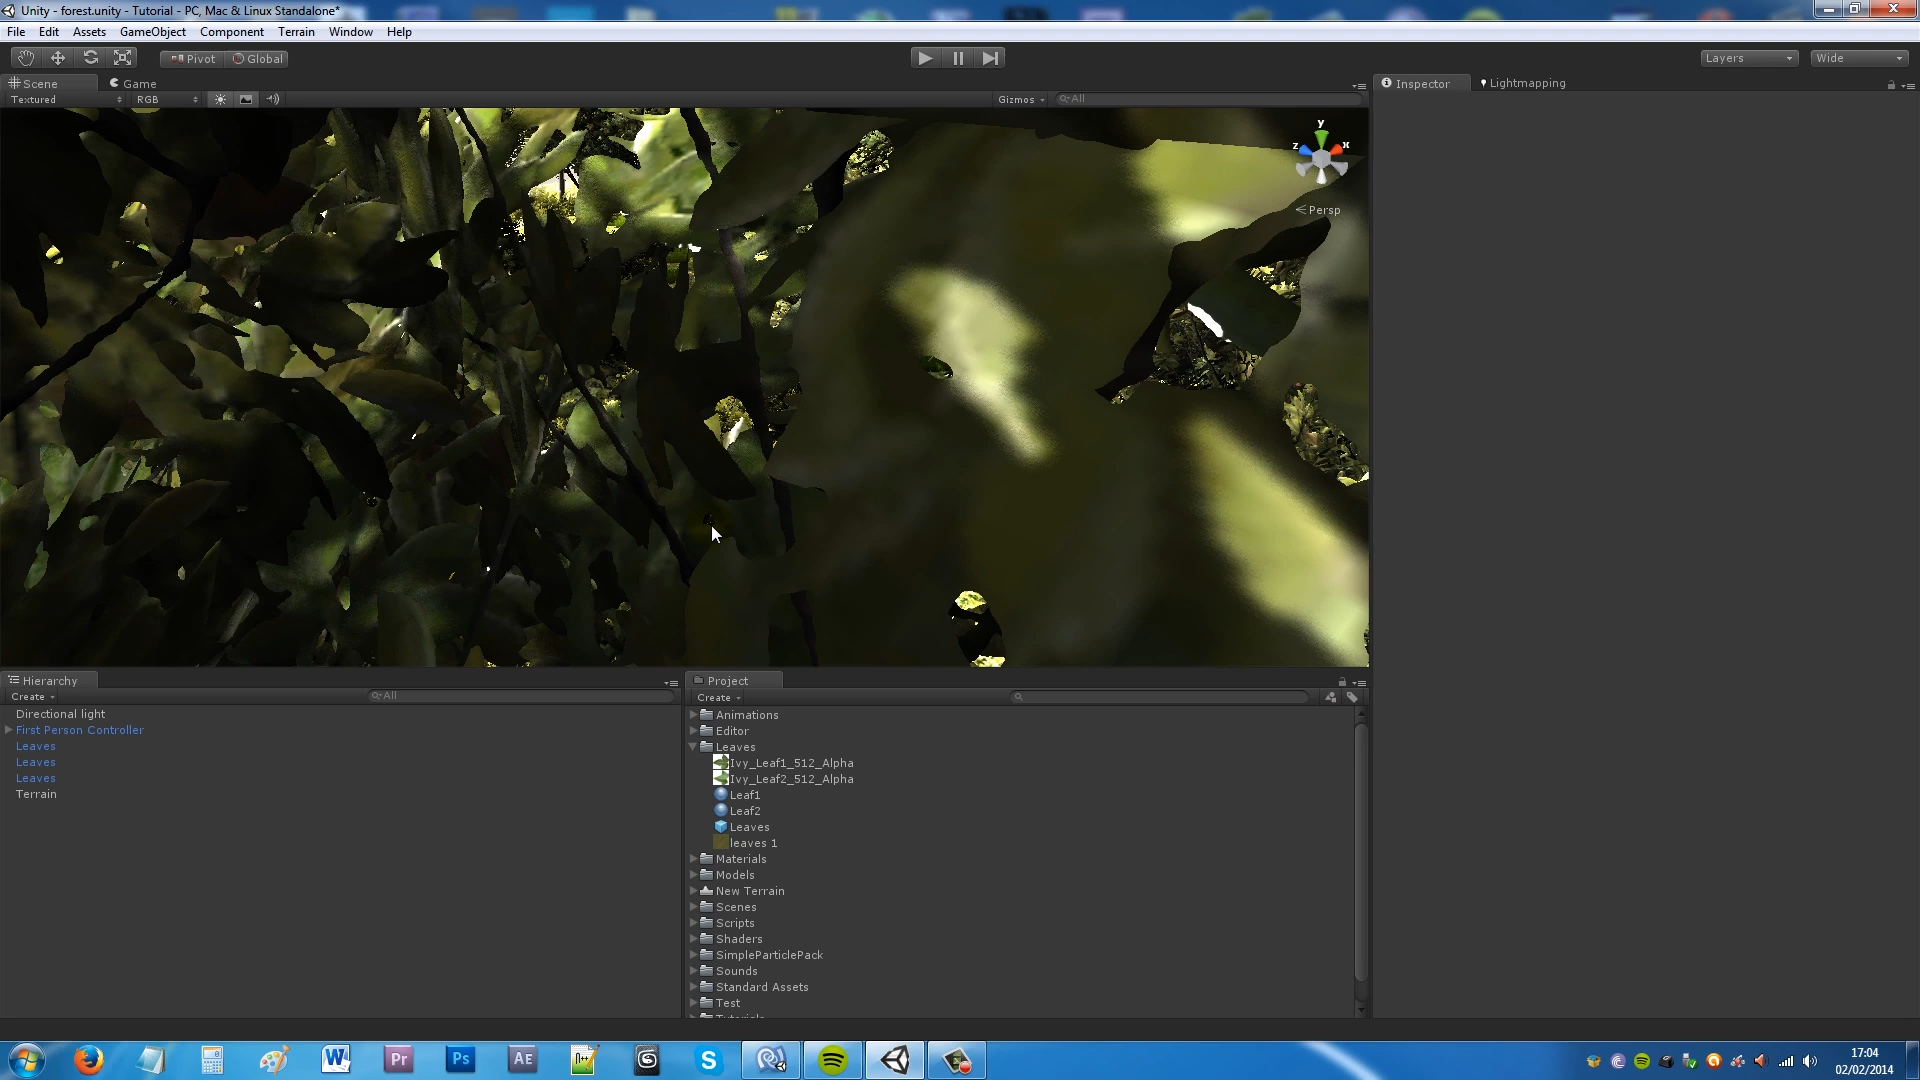 Unity - forest.unity - Tutorial - PC, Mac & Linux Standalone*
File Edit Assets GameObject Component Terrain Window Help
Pivot Global Layers Wide
Scene Game Inspector Lightmapping
Textured RGB Gizmos All
y
z x
Persp
Hierarchy
Create All
Directional light
First Person Controller
Leaves
Leaves
Leaves
Terrain
Project
Create
Animations
Editor
Leaves
Ivy_Leaf1_512_Alpha
Ivy_Leaf2_512_Alpha
Leaf1
Leaf2
Leaves
leaves 1
Materials
Models
New Terrain
Scenes
Scripts
Shaders
SimpleParticlePack
Sounds
Standard Assets
Test
W Pr Ps AE S
17:04
02/02/2014